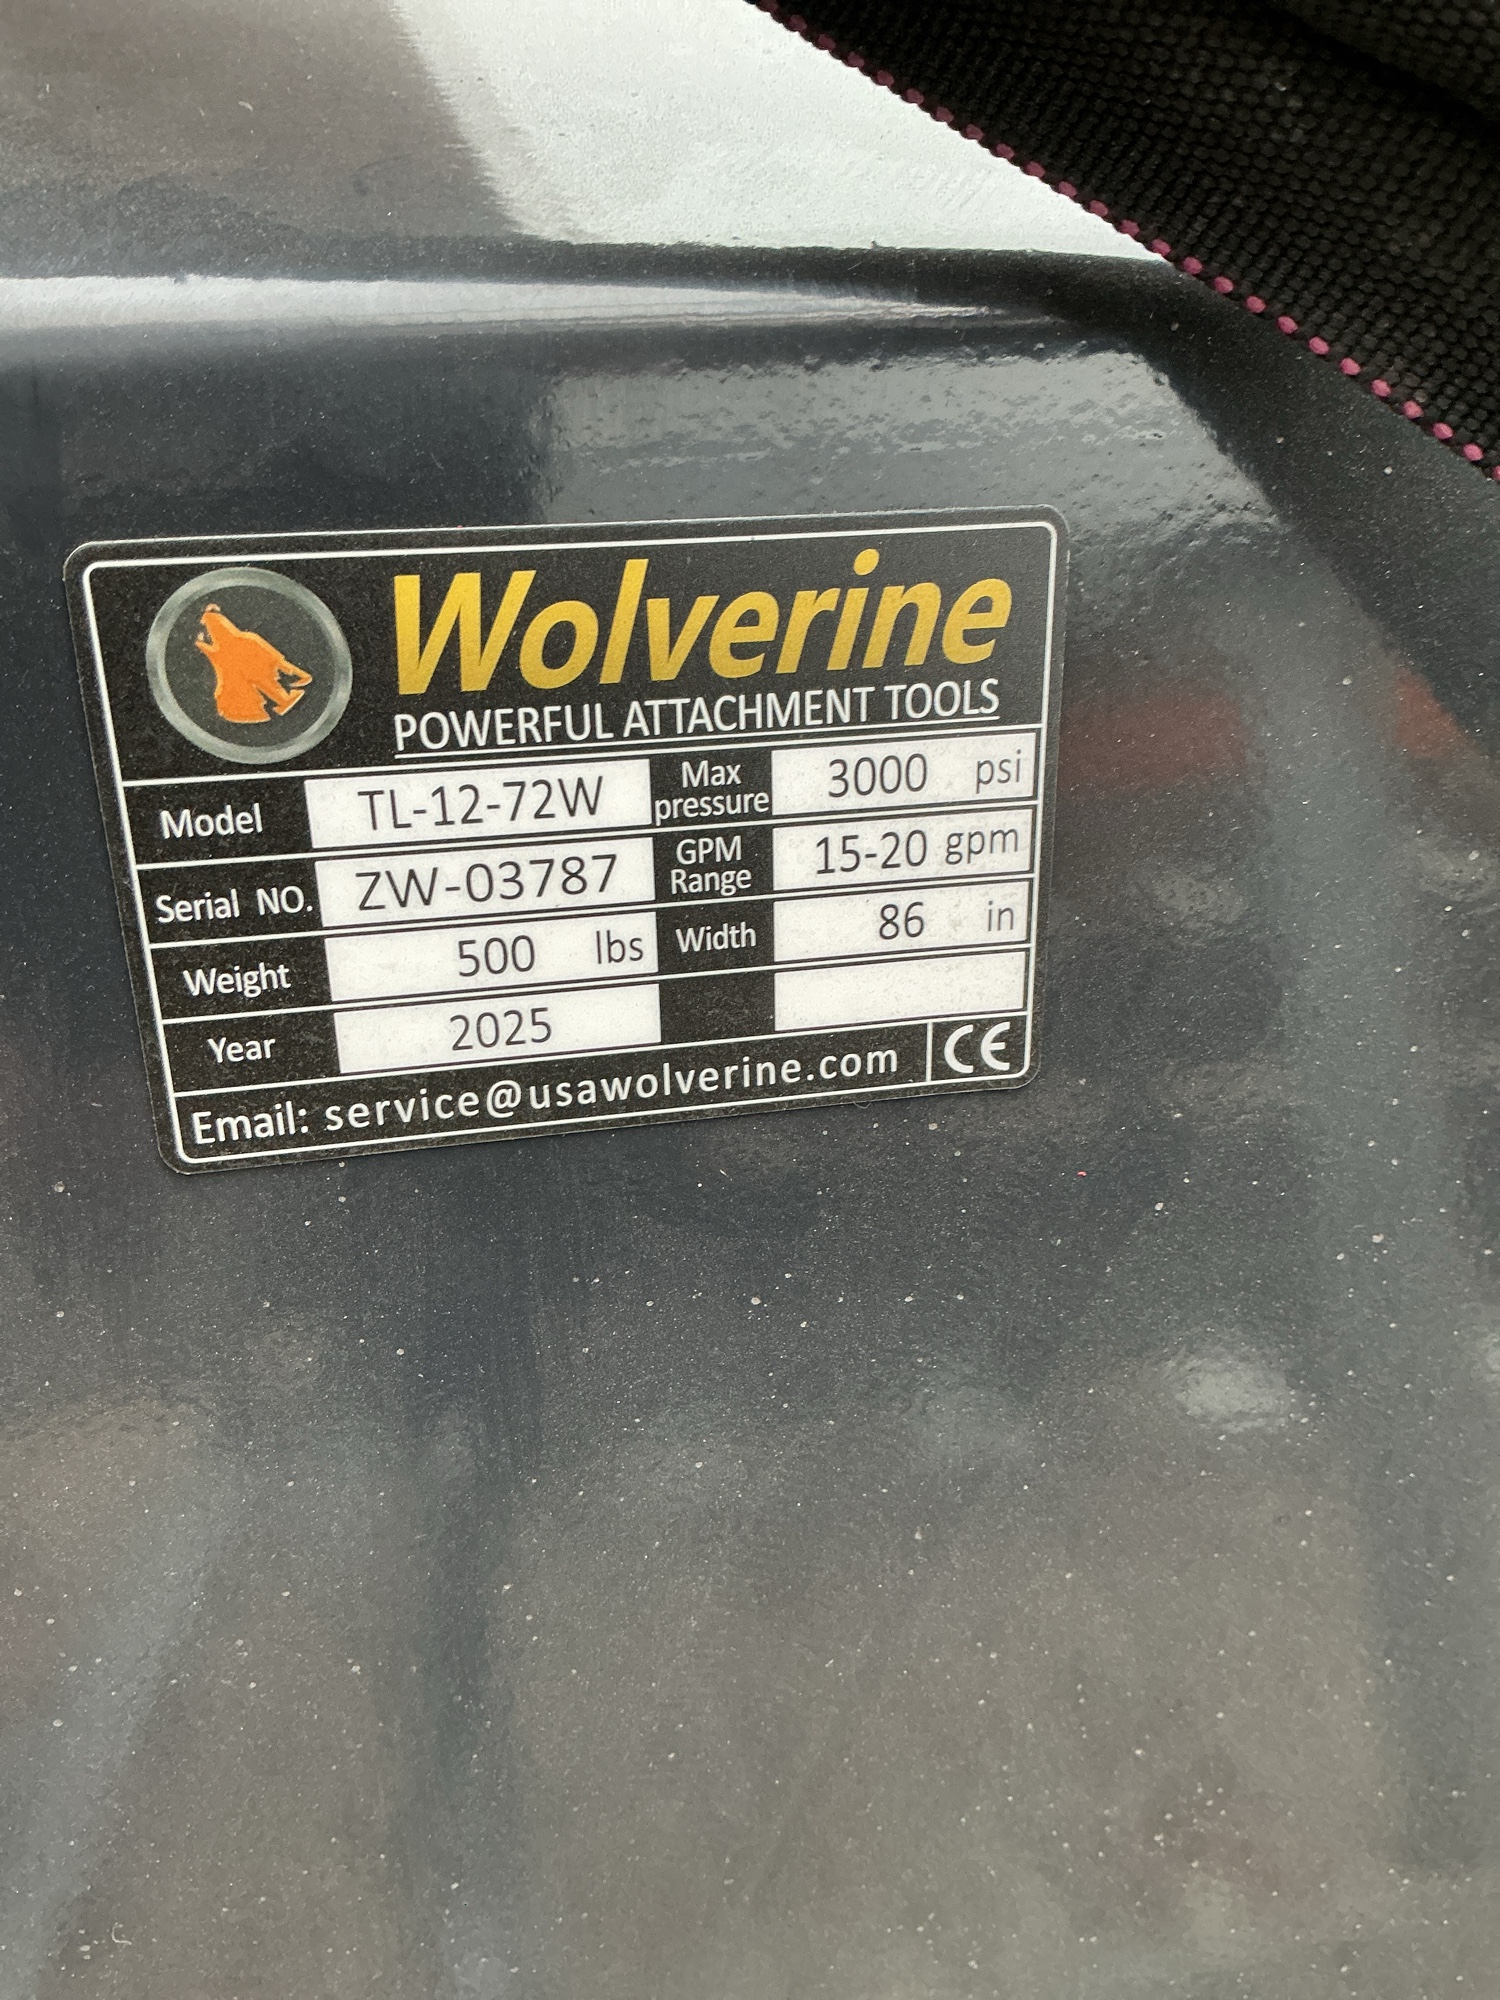 Wolverine
POWERFUL ATTACHMENT TOOLS
Model TL-12-72W Max pressure 3000 psi
Serial NO. ZW-03787 GPM Range 15-20 gpm
Weight 500 lbs Width 86 in
Year 2025
Email: service@usawolverine.com CE